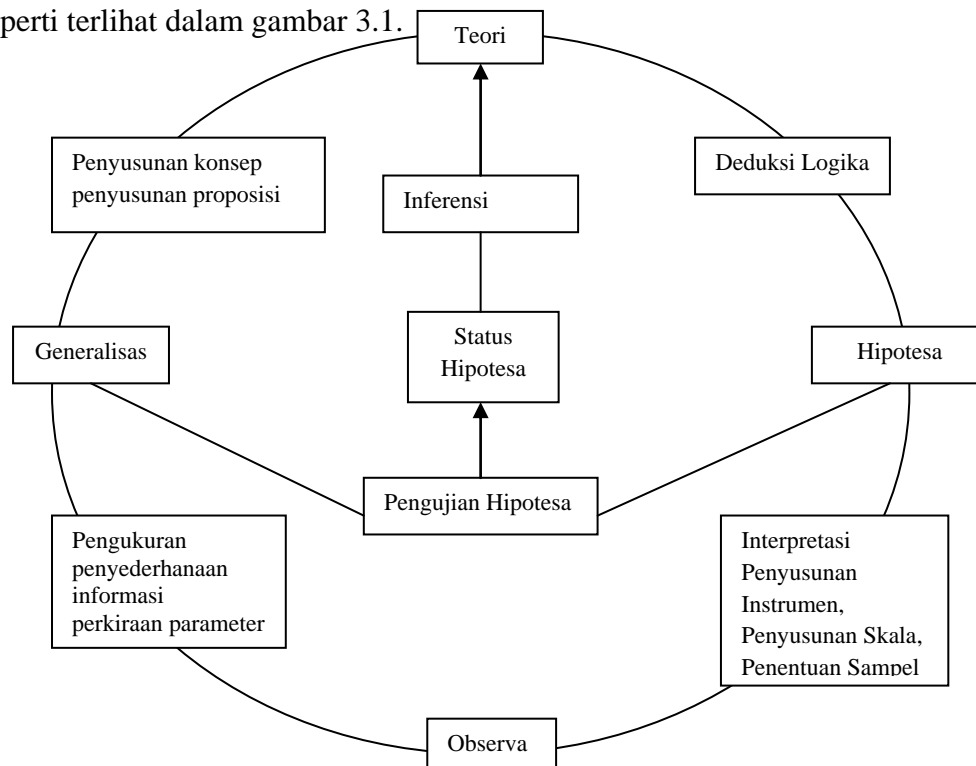 perti terlihat dalam gambar 3.1.
Teori
Penyusunan konsep
penyusunan proposisi
Deduksi Logika
Inferensi
Status
Hipotesa
Generalisas
Hipotesa
Pengujian Hipotesa
Pengukuran
penyederhanaan
informasi
perkiraan parameter
Interpretasi
Penyusunan
Instrumen,
Penyusunan Skala,
Penentuan Sampel
Observa